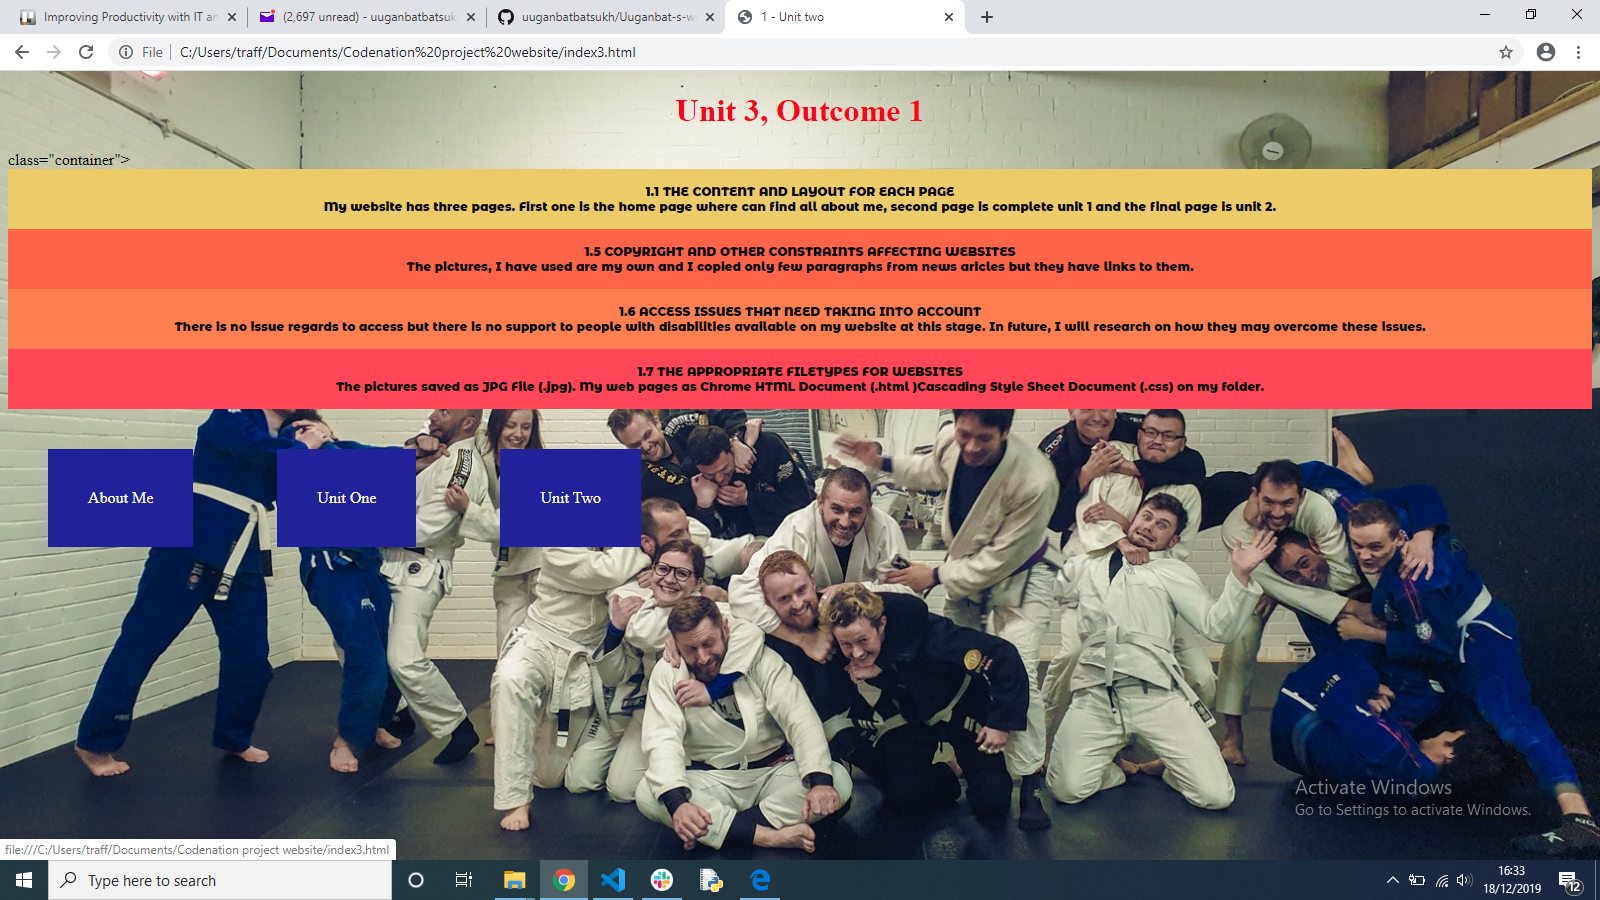 Improving Productivity with IT an
(2,697 unread) - uuganbatbatsuk
uuganbatbatsukh/Uuganbat-s-we
1 - Unit two
File
C:/Users/traff/Documents/Codenation%20project%20website/index3.html
Unit 3, Outcome 1
class="container">
1.1 THE CONTENT AND LAYOUT FOR EACH PAGE
My website has three pages. First one is the home page where can find all about me, second page is complete unit 1 and the final page is unit 2.
1.5 COPYRIGHT AND OTHER CONSTRAINTS AFFECTING WEBSITES
The pictures, I have used are my own and I copied only few paragraphs from news aricles but they have links to them.
1.6 ACCESS ISSUES THAT NEED TAKING INTO ACCOUNT
There is no issue regards to access but there is no support to people with disabilities available on my website at this stage. In future, I will research on how they may overcome these issues.
1.7 THE APPROPRIATE FILETYPES FOR WEBSITES
The pictures saved as JPG File (.jpg). My web pages as Chrome HTML Document (.html )Cascading Style Sheet Document (.css) on my folder.
About Me
Unit One
Unit Two
Activate Windows
Go to Settings to activate Windows.
file:///C:/Users/traff/Documents/Codenation project website/index3.html
Type here to search
16:33
18/12/2019
12